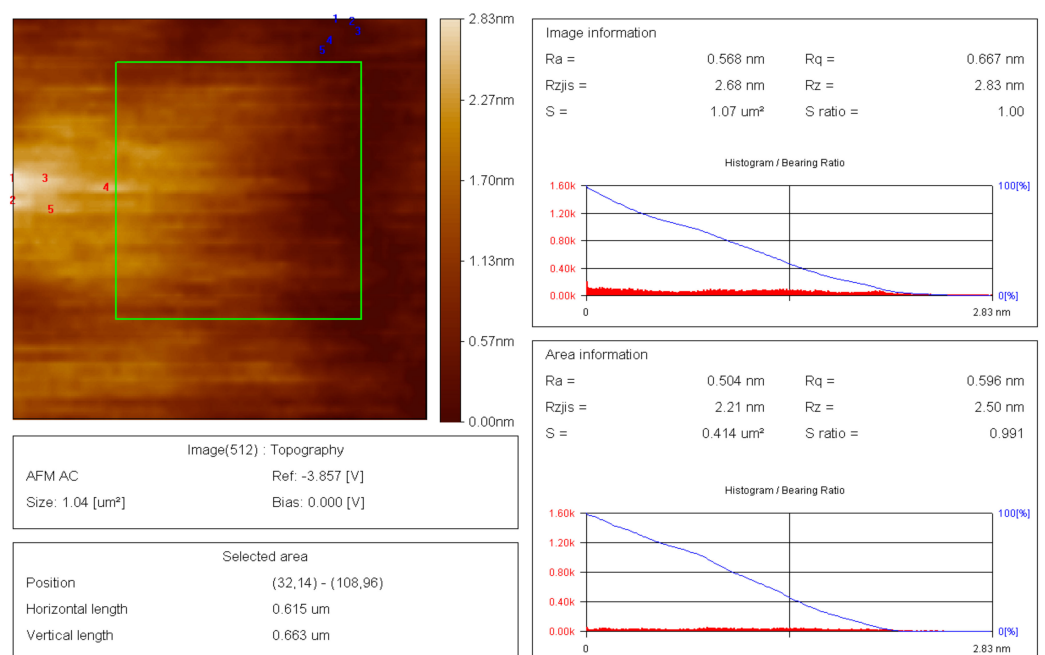 1 2
3
4
5
1 3
4
2
5
2.83nm
2.27nm
1.70nm
1.13nm
0.57nm
0.00nm
Image(512) : Topography
AFM AC Ref: -3.857 [V]
Size: 1.04 [um²] Bias: 0.000 [V]
Selected area
Position (32,14) - (108,96)
Horizontal length 0.615 um
Vertical length 0.663 um
Image information
Ra = 0.568 nm Rq = 0.667 nm
Rzjis = 2.68 nm Rz = 2.83 nm
S = 1.07 um² S ratio = 1.00
Histogram / Bearing Ratio
1.60k 100[%]
1.20k
0.80k
0.40k
0.00k 0[%]
0 2.83 nm
Area information
Ra = 0.504 nm Rq = 0.596 nm
Rzjis = 2.21 nm Rz = 2.50 nm
S = 0.414 um² S ratio = 0.991
Histogram / Bearing Ratio
1.60k 100[%]
1.20k
0.80k
0.40k
0.00k 0[%]
0 2.83 nm